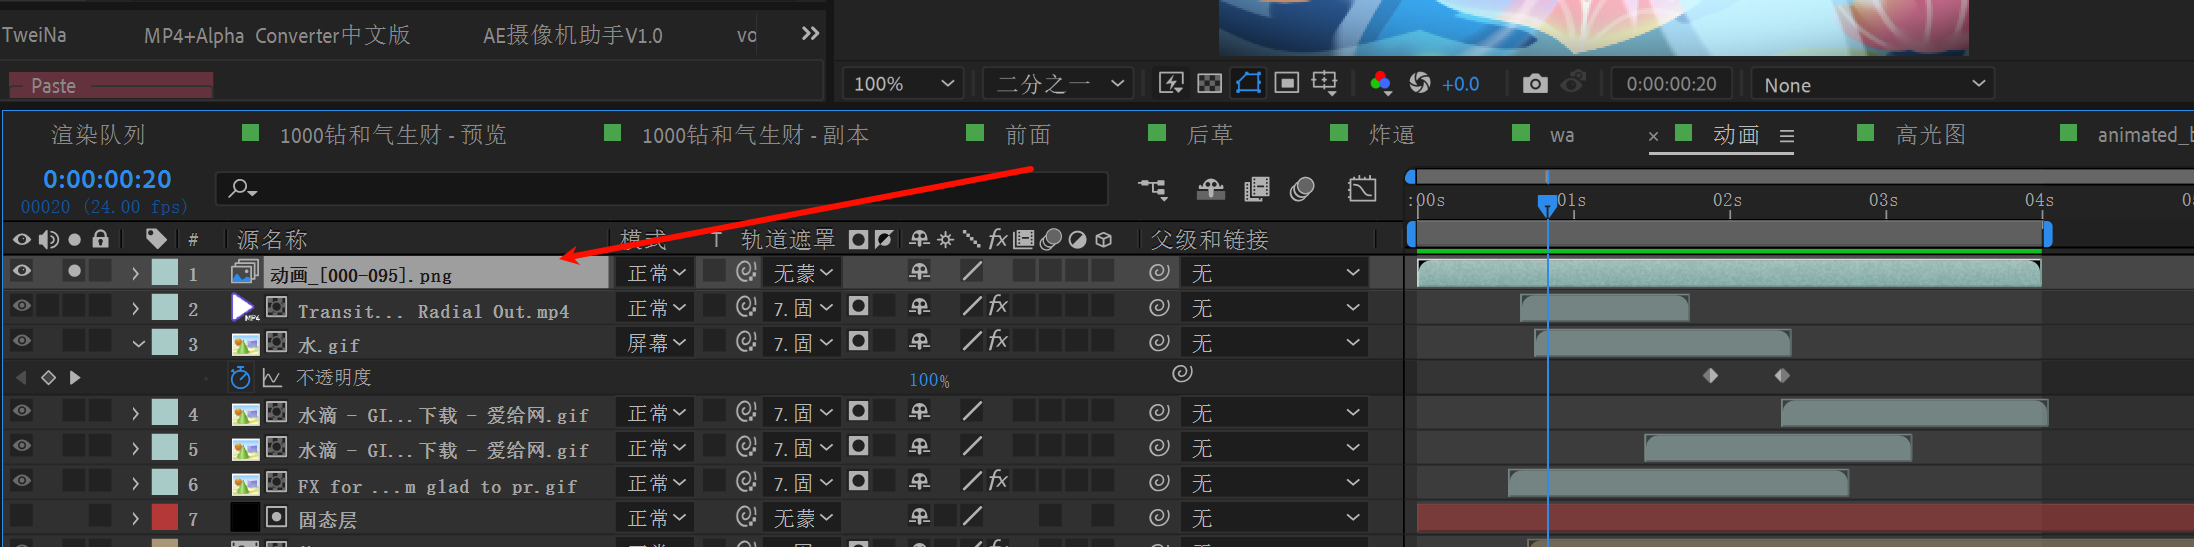 TweiNa MP4+Alpha Converter中文版 AE摄像机助手V1.0 vo
Paste
100% 二分之一 +0.0 0:00:00:20 None
渲染队列 1000钻和气生财 - 预览 1000钻和气生财 - 副本 前面 后草 炸逼 wa × 动画 高光图 animated_b
0:00:00:20
00020 (24.00 fps)
:00s 01s 02s 03s 04s
# 源名称 模式 T 轨道遮罩 fx 父级和链接
1 动画_[000-095].png 正常 无蒙 无
2 Transit... Radial Out.mp4 7.固 fx 无
3 水.gif 屏幕 7.固 fx 无
不透明度 100%
4 水滴 - GI...下载 - 爱给网.gif 正常 7.固 无
5 水滴 - GI...下载 - 爱给网.gif 正常 7.固 无
6 FX for ...m glad to pr.gif 正常 7.固 fx 无
7 固态层 正常 无蒙 无